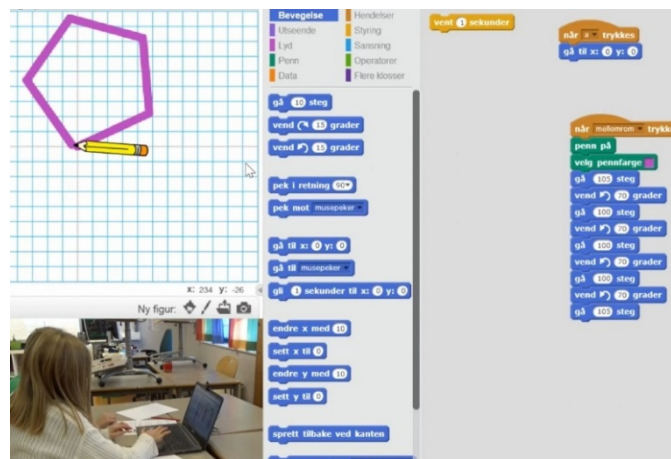 Bevegelse
Utseende
Lyd
Penn
Data
Hendelser
Styring
Sansning
Operatorer
Flere klosser
gå 10 steg
vend 15 grader
vend 15 grader
pek i retning 90
pek mot musepeker
gå til x: 0 y: 0
gå til musepeker
gli 1 sekunder til x: 0 y: 0
endre x med 10
sett x til 0
endre y med 10
sett y til 0
sprett tilbake ved kanten
x: 234 y: -26
Ny figur:
vent 1 sekunder
når a trykkes
gå til x: 0 y: 0
når mellomrom trykke
penn på
velg pennfarge
gå 105 steg
vend 70 grader
gå 100 steg
vend 70 grader
gå 100 steg
vend 70 grader
gå 100 steg
vend 70 grader
gå 105 steg